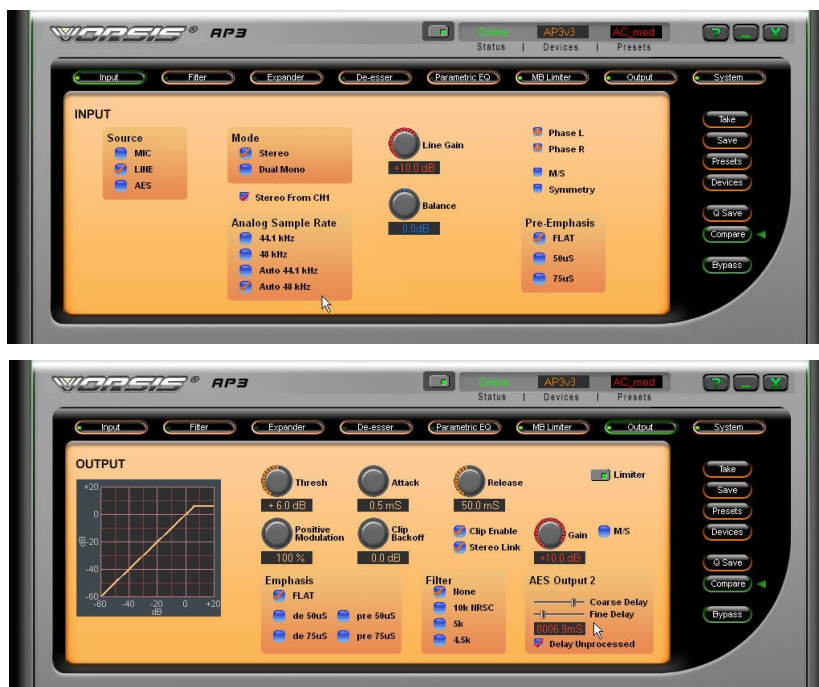 VORSIS® AP3
Online AP3v3 AC_med ? _ X
Status | Devices | Presets
Input Filter Expander De-esser Parametric EQ MB Limiter Output System
INPUT
Source
MIC
LINE
AES
Mode
Stereo
Dual Mono
Stereo From CH1
Analog Sample Rate
44.1 kHz
48 kHz
Auto 44.1 kHz
Auto 48 kHz
Line Gain
+10.0 dB
Balance
0.0dB
Phase L
Phase R
M/S
Symmetry
Pre-Emphasis
FLAT
50uS
75uS
Take
Save
Presets
Devices
Q Save
Compare
Bypass
VORSIS® AP3
Online AP3v3 AC_med ? _ X
Status | Devices | Presets
Input Filter Expander De-esser Parametric EQ MB Limiter Output System
OUTPUT
+20
0
dB
-20
-40
-60
-60 -40 -20 0 +20
dB
Thresh
+ 6.0 dB
Attack
0.5 mS
Release
50.0 mS
Limiter
Positive
Modulation
100 %
Clip
Backoff
0.0 dB
Clip Enable
Stereo Link
Gain
+10.0 dB
M/S
Emphasis
FLAT
de 50uS pre 50uS
de 75uS pre 75uS
Filter
None
10k NRSC
5k
4.5k
AES Output 2
Coarse Delay
Fine Delay
8006.9mS
Delay Unprocessed
Take
Save
Presets
Devices
Q Save
Compare
Bypass